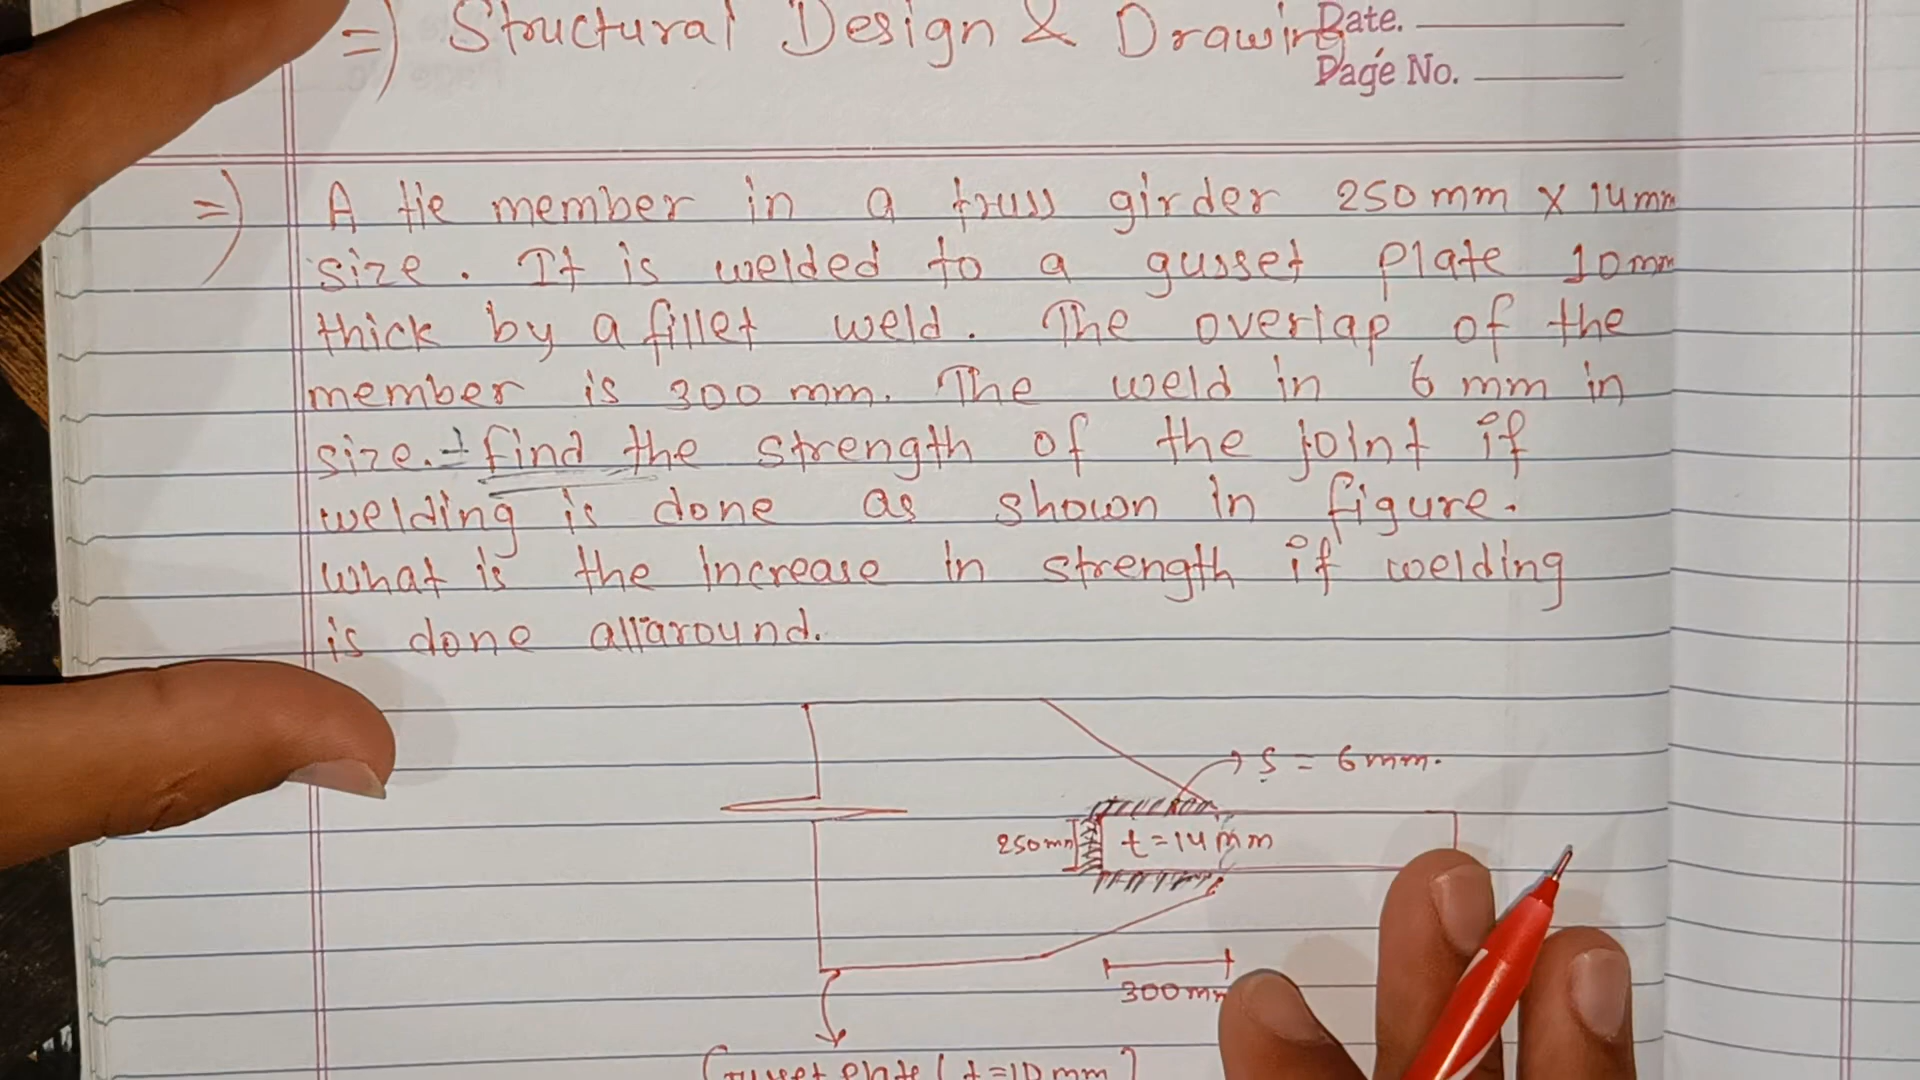 =) Structural Design & Drawing
Date.
Page No.
=) A tie member in a truss girder 250 mm x 14 mm
size. It is welded to a gusset plate 10 mm
thick by a fillet weld. The overlap of the
member is 300 mm. The weld in 6 mm in
size. find the strength of the joint if
welding is done as shown in figure.
what is the increase in strength if welding
is done allaround.
S = 6 mm.
250 mm
t = 14 mm
300 mm
Gusset plate (t = 10 mm)